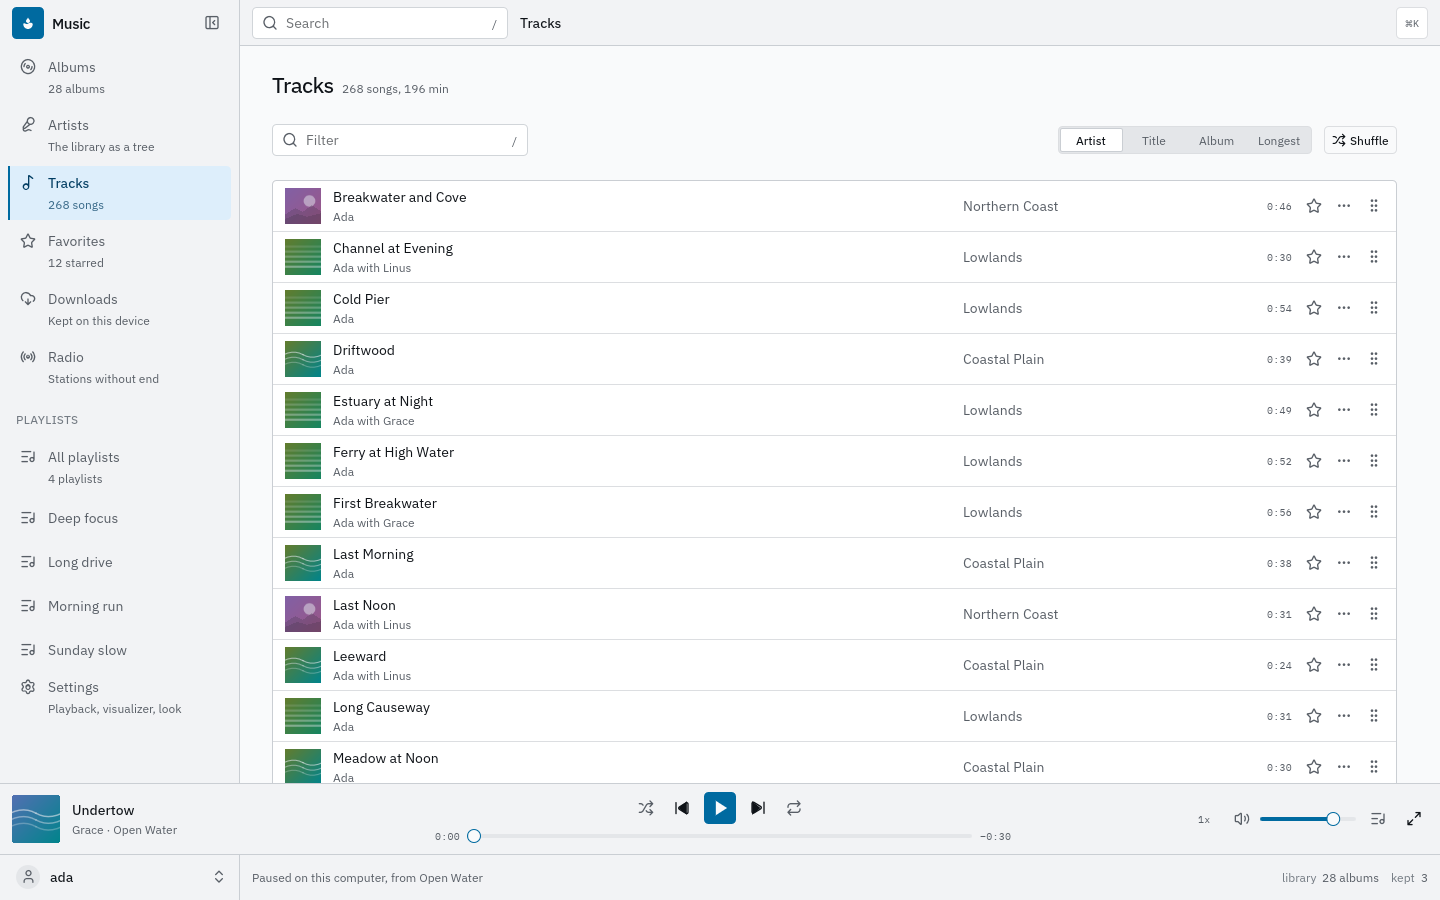 Music
Search /
Tracks
⌘K
Albums
28 albums
Artists
The library as a tree
Tracks
268 songs
Favorites
12 starred
Downloads
Kept on this device
Radio
Stations without end
PLAYLISTS
All playlists
4 playlists
Deep focus
Long drive
Morning run
Sunday slow
Settings
Playback, visualizer, look
Tracks 268 songs, 196 min
Filter /
Artist Title Album Longest Shuffle
Breakwater and Cove
Ada
Northern Coast 0:46
Channel at Evening
Ada with Linus
Lowlands 0:30
Cold Pier
Ada
Lowlands 0:54
Driftwood
Ada
Coastal Plain 0:39
Estuary at Night
Ada with Grace
Lowlands 0:49
Ferry at High Water
Ada
Lowlands 0:52
First Breakwater
Ada with Grace
Lowlands 0:56
Last Morning
Ada
Coastal Plain 0:38
Last Noon
Ada with Linus
Northern Coast 0:31
Leeward
Ada with Linus
Coastal Plain 0:24
Long Causeway
Ada
Lowlands 0:31
Meadow at Noon
Ada
Coastal Plain 0:30
Undertow
Grace · Open Water
0:00 −0:30
1x
ada
Paused on this computer, from Open Water
library 28 albums kept 3